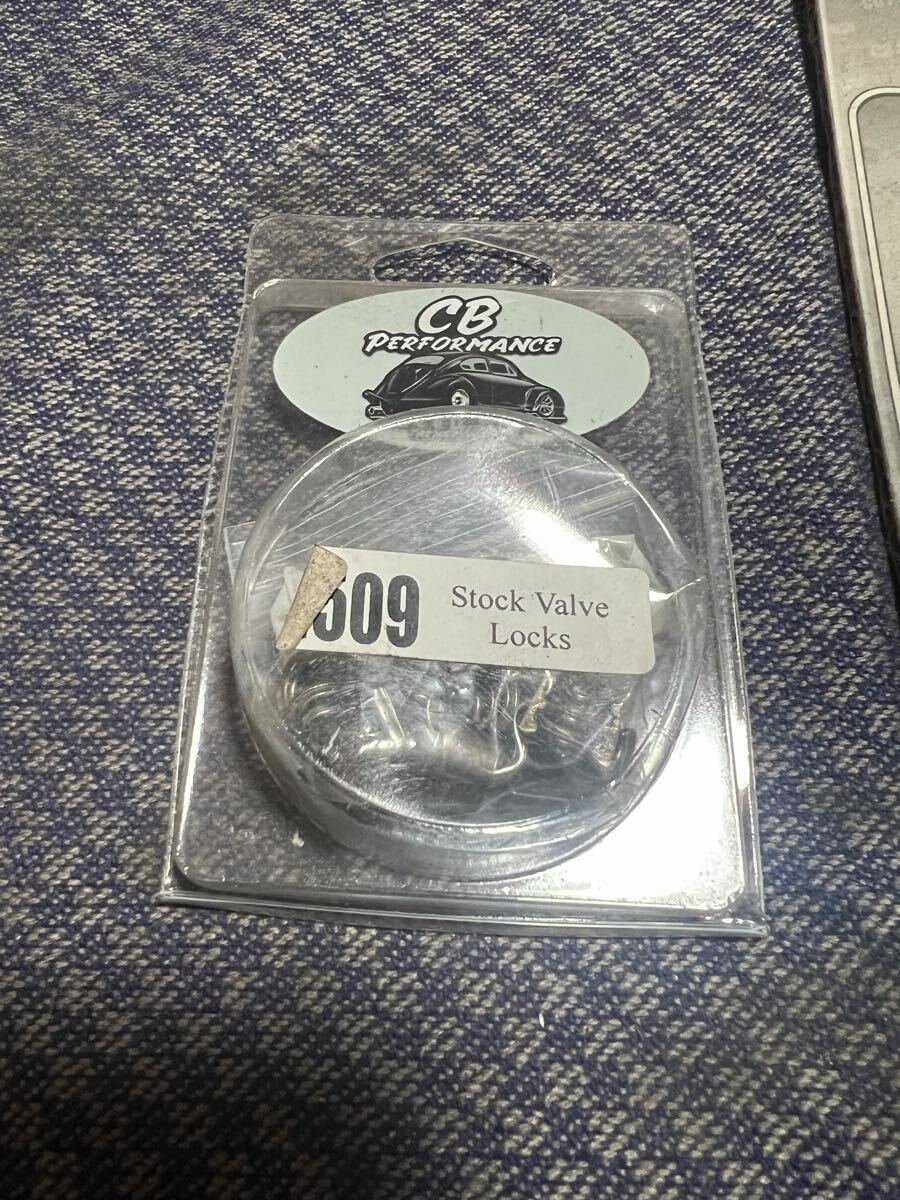 CB
PERFORMANCE
509
Stock Valve
Locks